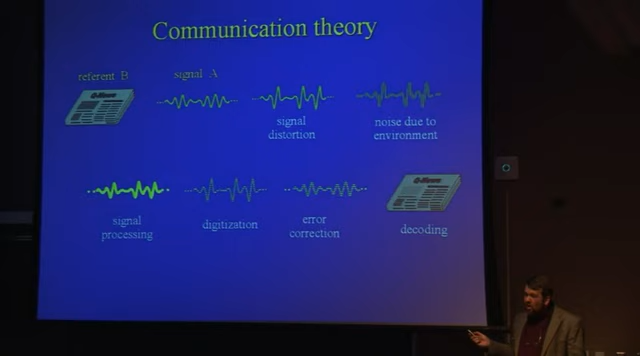 Communication theory
referent B
signal A
signal
distortion
noise due to
environment
signal
processing
digitization
error
correction
decoding